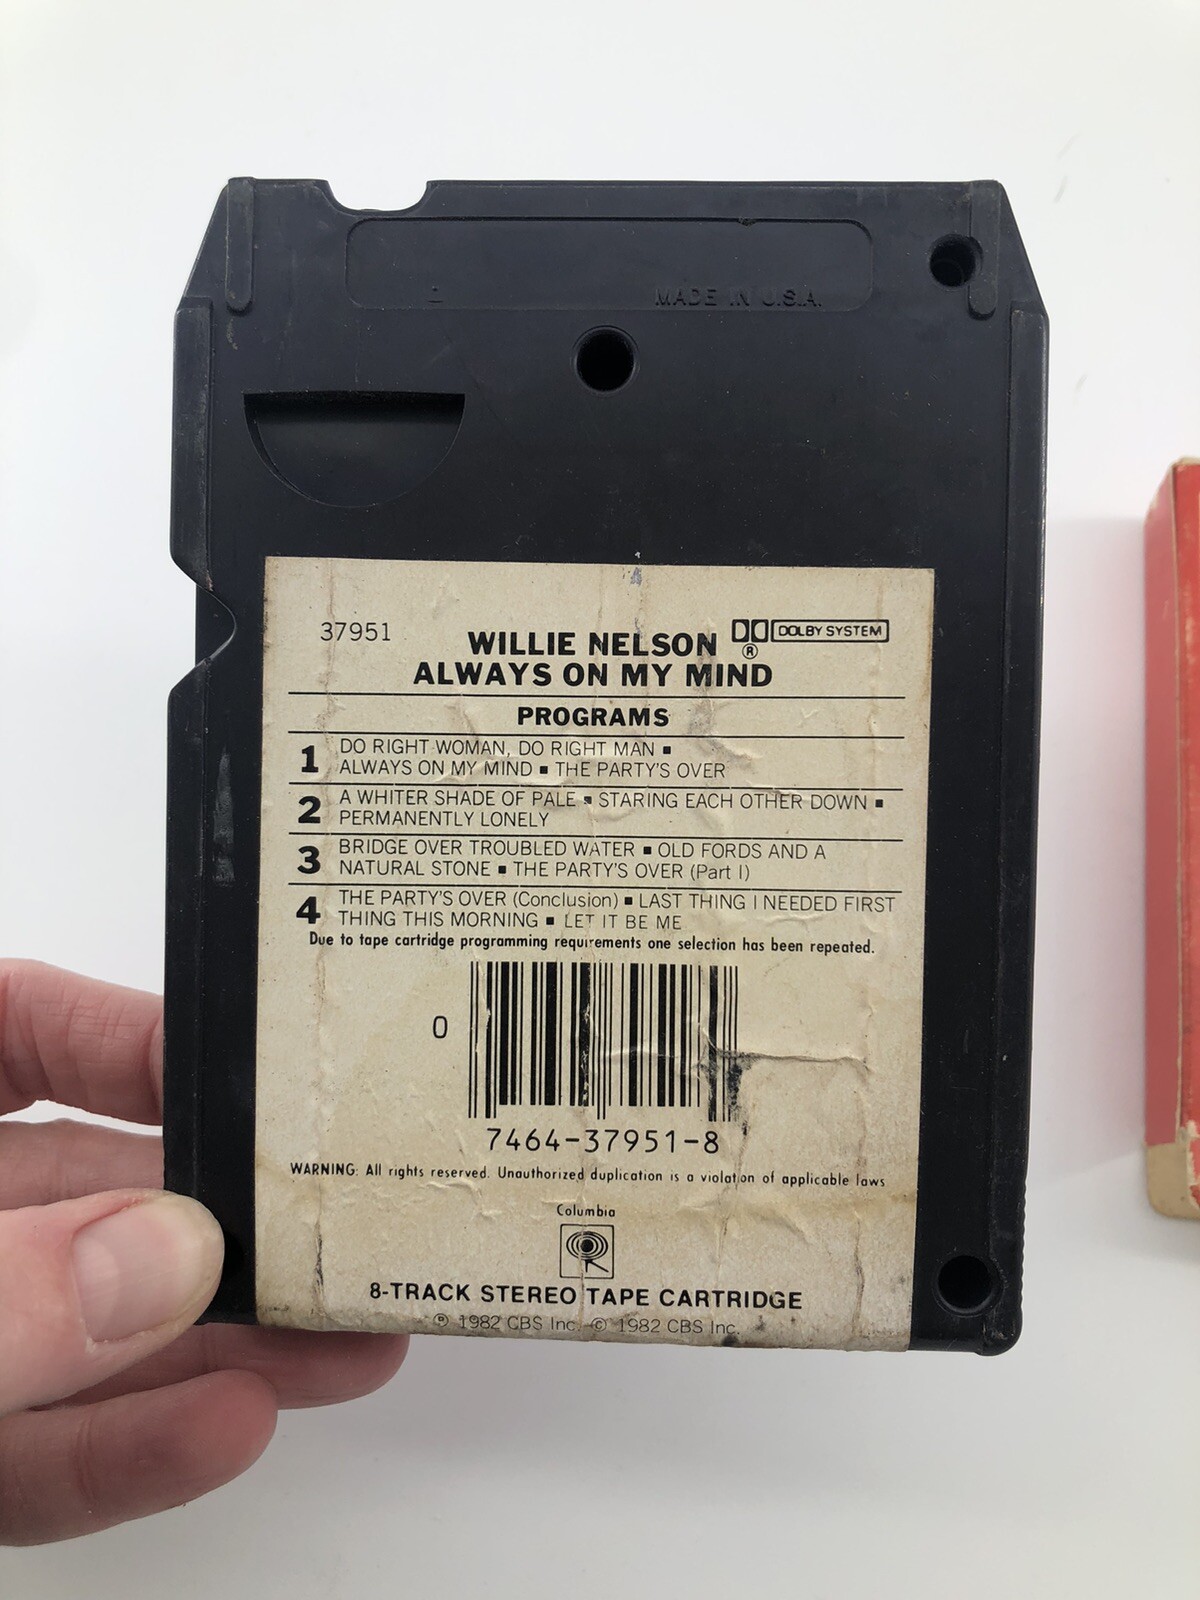 MADE IN U.S.A.
37951
WILLIE NELSON
DOLBY SYSTEM
®
ALWAYS ON MY MIND
PROGRAMS
1 DO RIGHT WOMAN, DO RIGHT MAN ▪
ALWAYS ON MY MIND ▪ THE PARTY'S OVER
2 A WHITER SHADE OF PALE ▪ STARING EACH OTHER DOWN ▪
PERMANENTLY LONELY
3 BRIDGE OVER TROUBLED WATER ▪ OLD FORDS AND A
NATURAL STONE ▪ THE PARTY'S OVER (Part I)
4 THE PARTY'S OVER (Conclusion) ▪ LAST THING I NEEDED FIRST
THING THIS MORNING ▪ LET IT BE ME
Due to tape cartridge programming requirements one selection has been repeated.
0
7464-37951-8
WARNING: All rights reserved. Unauthorized duplication is a violation of applicable laws
Columbia
8-TRACK STEREO TAPE CARTRIDGE
℗ 1982 CBS Inc. © 1982 CBS Inc.